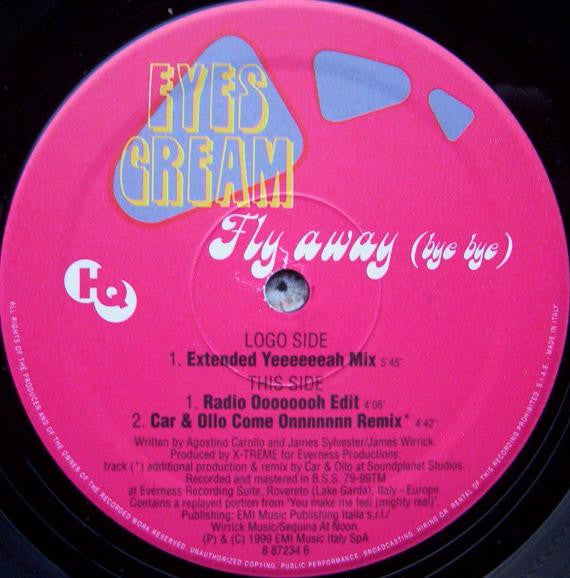 EYES
CREAM
Fly away (bye bye)
HQ
LOGO SIDE
1. Extended Yeeeeeeah Mix 5'45"
THIS SIDE
1. Radio Oooooooh Edit 4'08"
2. Car & Ollo Come Onnnnnnn Remix* 4'42"
Written by Agostino Carollo and James Sylvester/James Wirrick.
Produced by X-TREME for Everness Productions;
track (*) additional production & remix by Car & Ollo at Soundplanet Studios.
Recorded and mastered in B.S.S. 79-99TM
at Everness Recording Suite, Rovereto (Lake Garda), Italy - Europe.
Contains a replayed portion from 'You make me feel (mighty real)'
Publishing: EMI Music Publishing Italia s.r.l./
Wirrick Music/Sequina At Noon.
(P) & (C) 1999 EMI Music Italy SpA
8 87234 6
ALL RIGHTS OF THE PRODUCER AND OF THE OWNER OF THE RECORDED WORK RESERVED. UNAUTHORIZED COPYING, PUBLIC PERFORMANCE, BROADCASTING, HIRING OR RENTAL OF THIS RECORDING PROHIBITED. S.I.A.E. - MADE IN ITALY